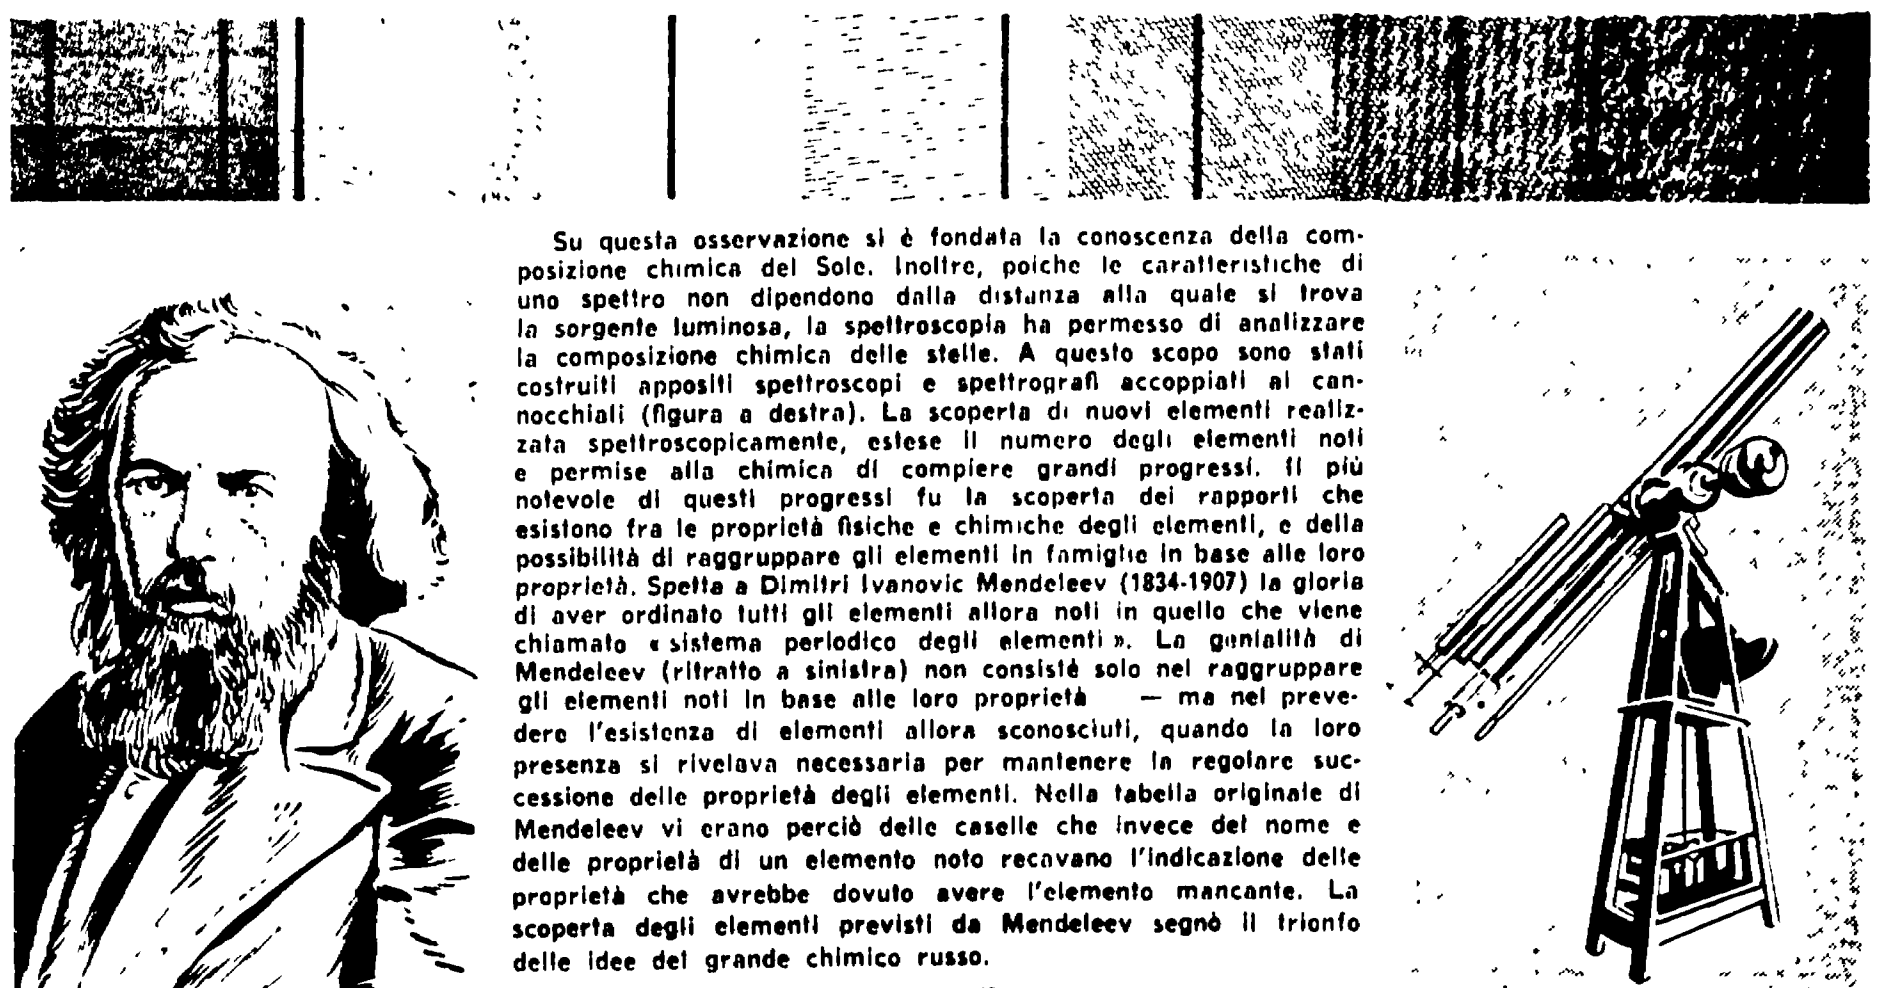 Su questa osservazione si è fondata la conoscenza della com-
posizione chimica del Sole. Inoltre, poiche le caratteristiche di
uno spettro non dipendono dalla distanza alla quale si trova
la sorgente luminosa, la spettroscopia ha permesso di analizzare
la composizione chimica delle stelle. A questo scopo sono stati
costruiti appositi spettroscopi e spettrografi accoppiati ai can-
nocchiali (figura a destra). La scoperta di nuovi elementi realiz-
zata spettroscopicamente, estese il numero degli elementi noti
e permise alla chimica di compiere grandi progressi. Il più
notevole di questi progressi fu la scoperta dei rapporti che
esistono fra le proprietà fisiche e chimiche degli elementi, e della
possibilità di raggruppare gli elementi in famiglie in base alle loro
proprietà. Spetta a Dimitri Ivanovic Mendeleev (1834-1907) la gloria
di aver ordinato tutti gli elementi allora noti in quello che viene
chiamato « sistema periodico degli elementi ». La genialità di
Mendeleev (ritratto a sinistra) non consistè solo nel raggruppare
gli elementi noti in base alle loro proprietà — ma nel preve-
dere l'esistenza di elementi allora sconosciuti, quando la loro
presenza si rivelava necessaria per mantenere la regolare suc-
cessione delle proprietà degli elementi. Nella tabella originale di
Mendeleev vi erano perciò delle caselle che invece del nome e
delle proprietà di un elemento noto recavano l'indicazione delle
proprietà che avrebbe dovuto avere l'elemento mancante. La
scoperta degli elementi previsti da Mendeleev segnò il trionfo
delle idee del grande chimico russo.